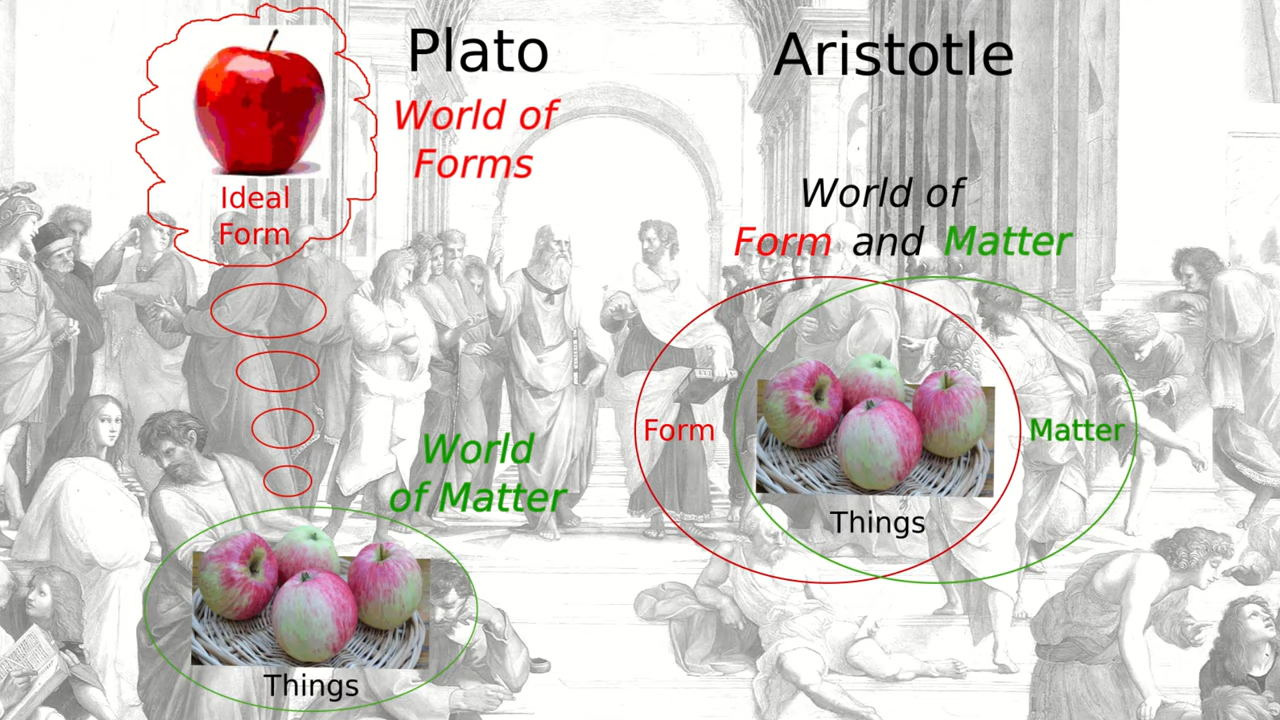 Plato
World of
Forms
Ideal
Form
World
of Matter
Things
Aristotle
World of
Form and Matter
Form
Matter
Things